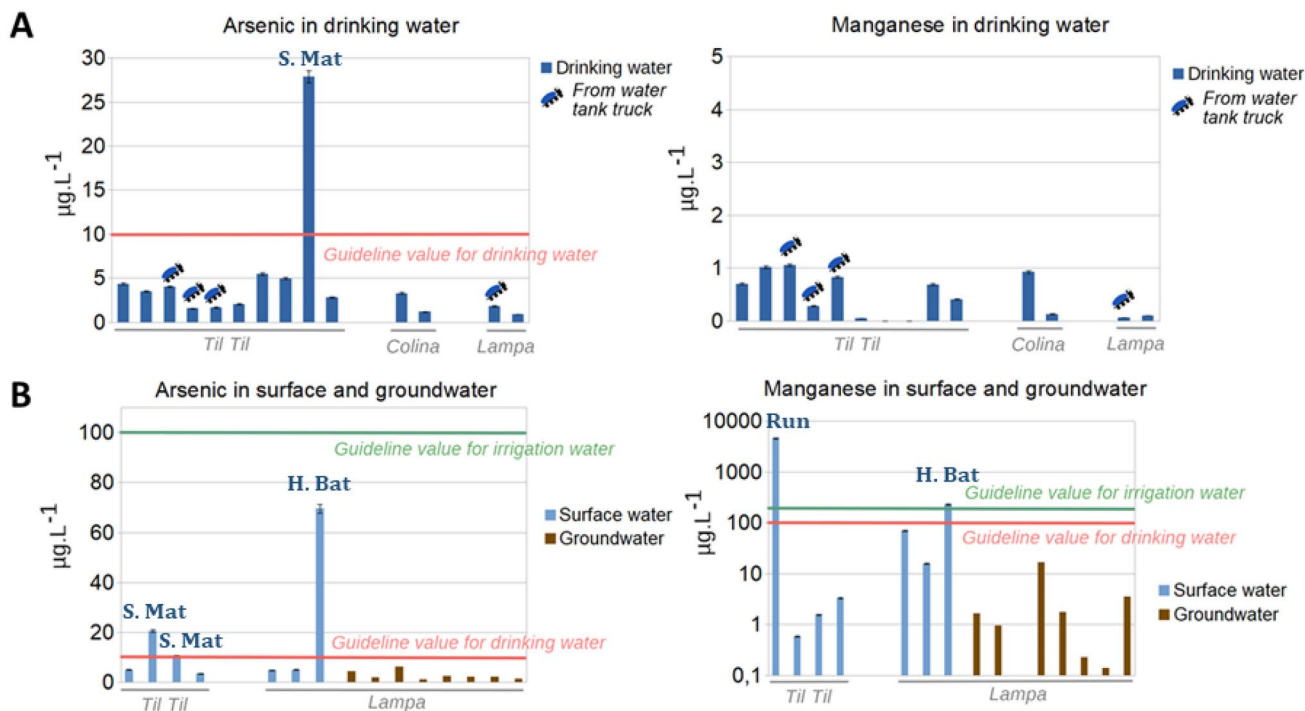 A
Arsenic in drinking water
30
25
20
15
10
5
0
µg.L⁻¹
S. Mat
Drinking water
From water
tank truck
Guideline value for drinking water
Til Til
Colina
Lampa
Manganese in drinking water
5
4
3
2
1
0
µg.L⁻¹
Drinking water
From water
tank truck
Til Til
Colina
Lampa
B
Arsenic in surface and groundwater
100
80
60
40
20
0
µg.L⁻¹
Guideline value for irrigation water
H. Bat
S. Mat
S. Mat
Surface water
Groundwater
Guideline value for drinking water
Til Til
Lampa
Manganese in surface and groundwater
10000
1000
100
10
1
0,1
µg.L⁻¹
Run
H. Bat
Guideline value for irrigation water
Guideline value for drinking water
Surface water
Groundwater
Til Til
Lampa